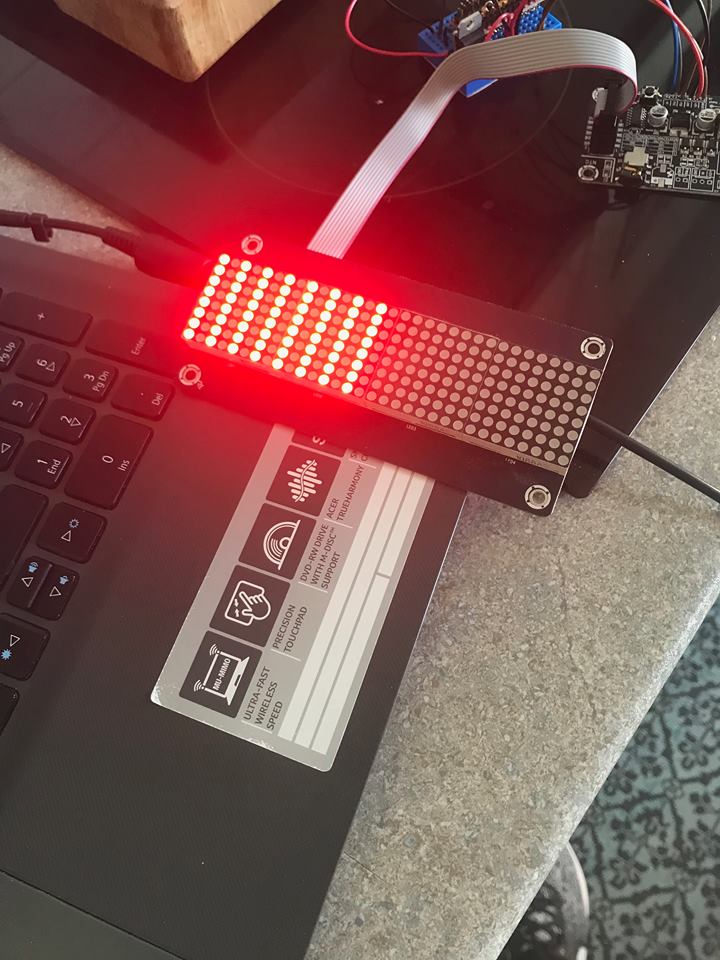 +
Enter
Pg Up
6
3
Pg Dn
Del
5
2
1
End
0
Ins
S
ACER
TRUEHARMONY
DVD-RW DRIVE
WITH M-DISC™
SUPPORT
PRECISION
TOUCHPAD
MU-MIMO
ULTRA-FAST
WIRELESS
SPEED